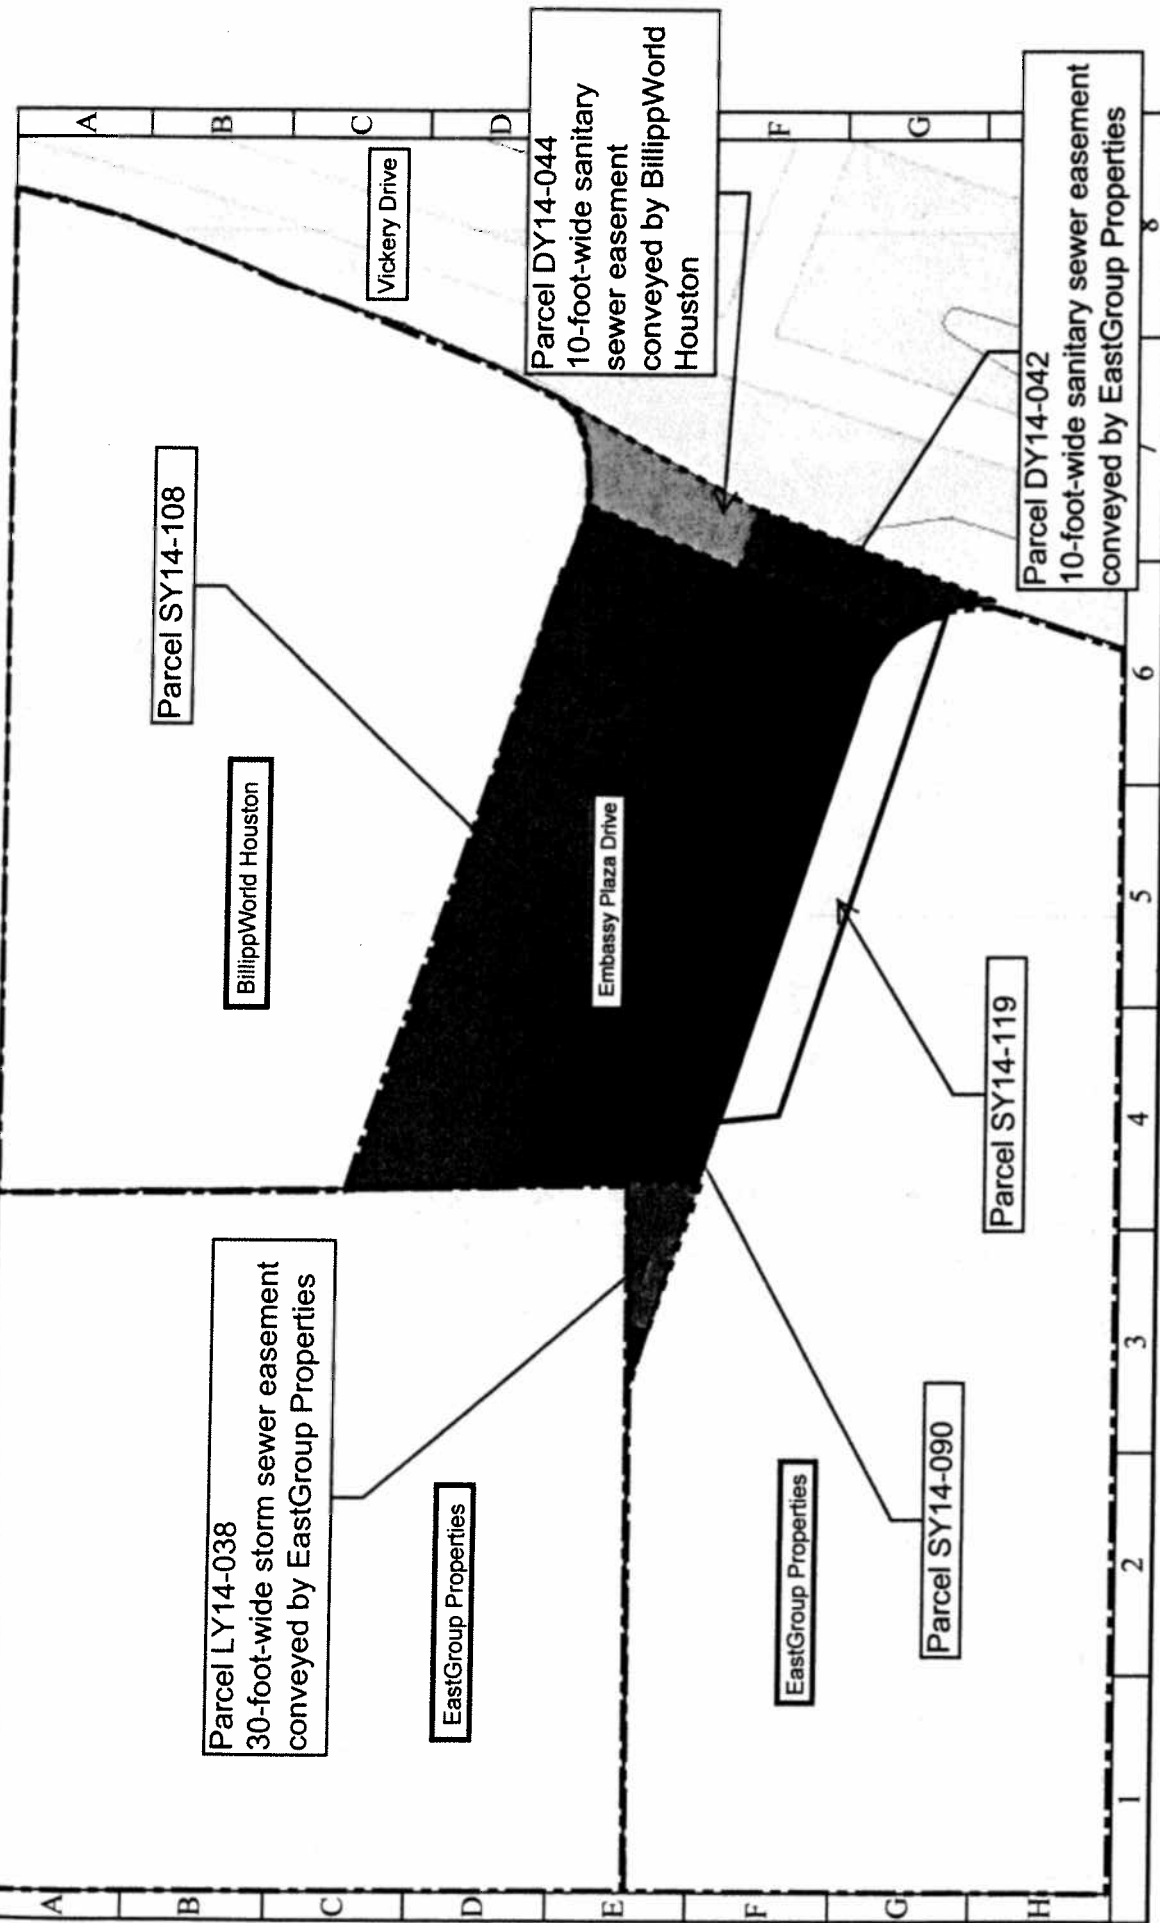 A
B
C
D
F
G
Vickery Drive
Parcel DY14-044
10-foot-wide sanitary
sewer easement
conveyed by BillippWorld
Houston
Parcel SY14-108
BillippWorld Houston
Embassy Plaza Drive
Parcel DY14-042
10-foot-wide sanitary sewer easement
conveyed by EastGroup Properties
Parcel SY14-119
Parcel LY14-038
30-foot-wide storm sewer easement
conveyed by EastGroup Properties
EastGroup Properties
EastGroup Properties
Parcel SY14-090
A
B
C
D
E
F
G
H
1
2
3
4
5
6
7
8